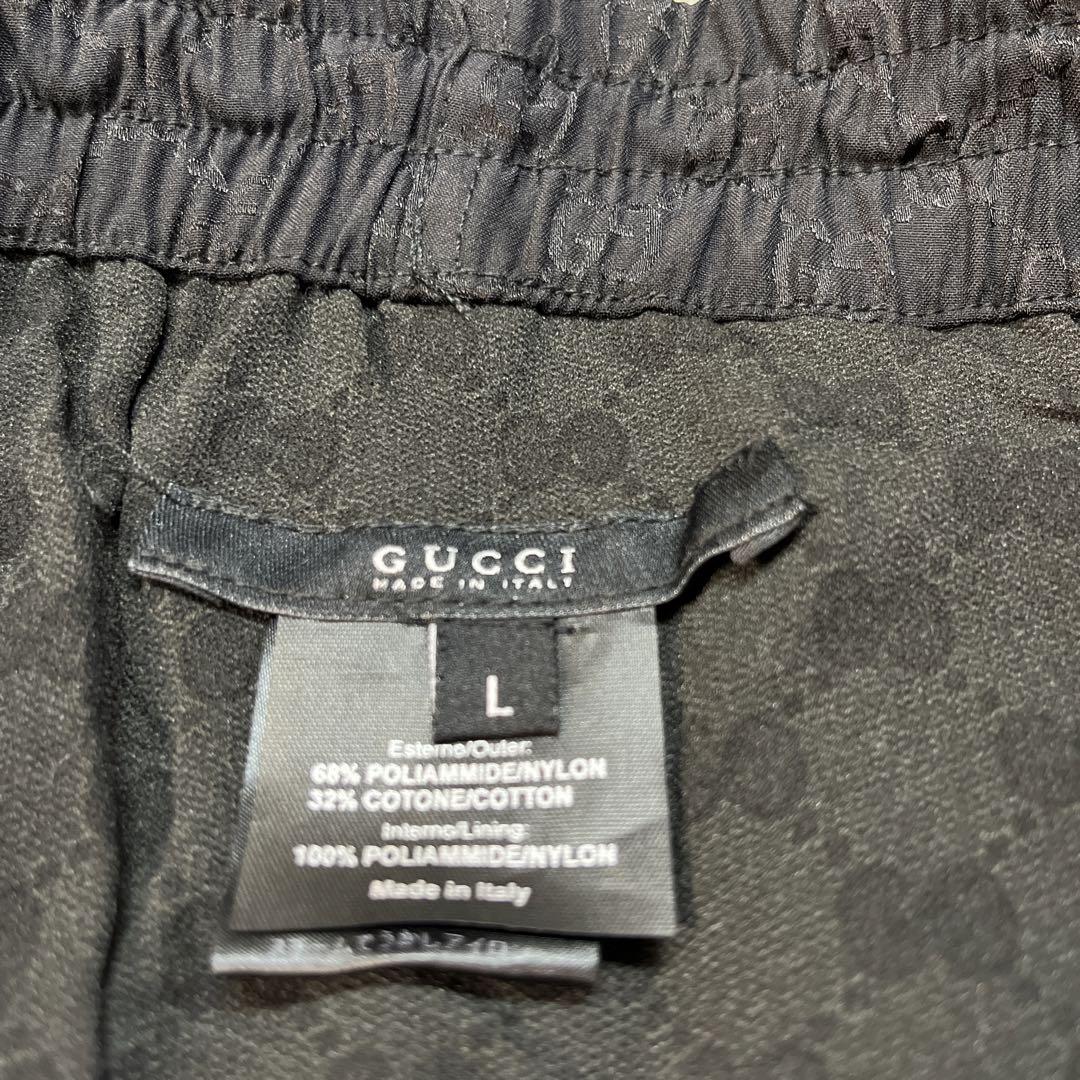 GUCCI
MADE IN ITALY
L
Esterno/Outer:
68% POLIAMMIDE/NYLON
32% COTONE/COTTON
Interno/Lining:
100% POLIAMMIDE/NYLON
Made in Italy